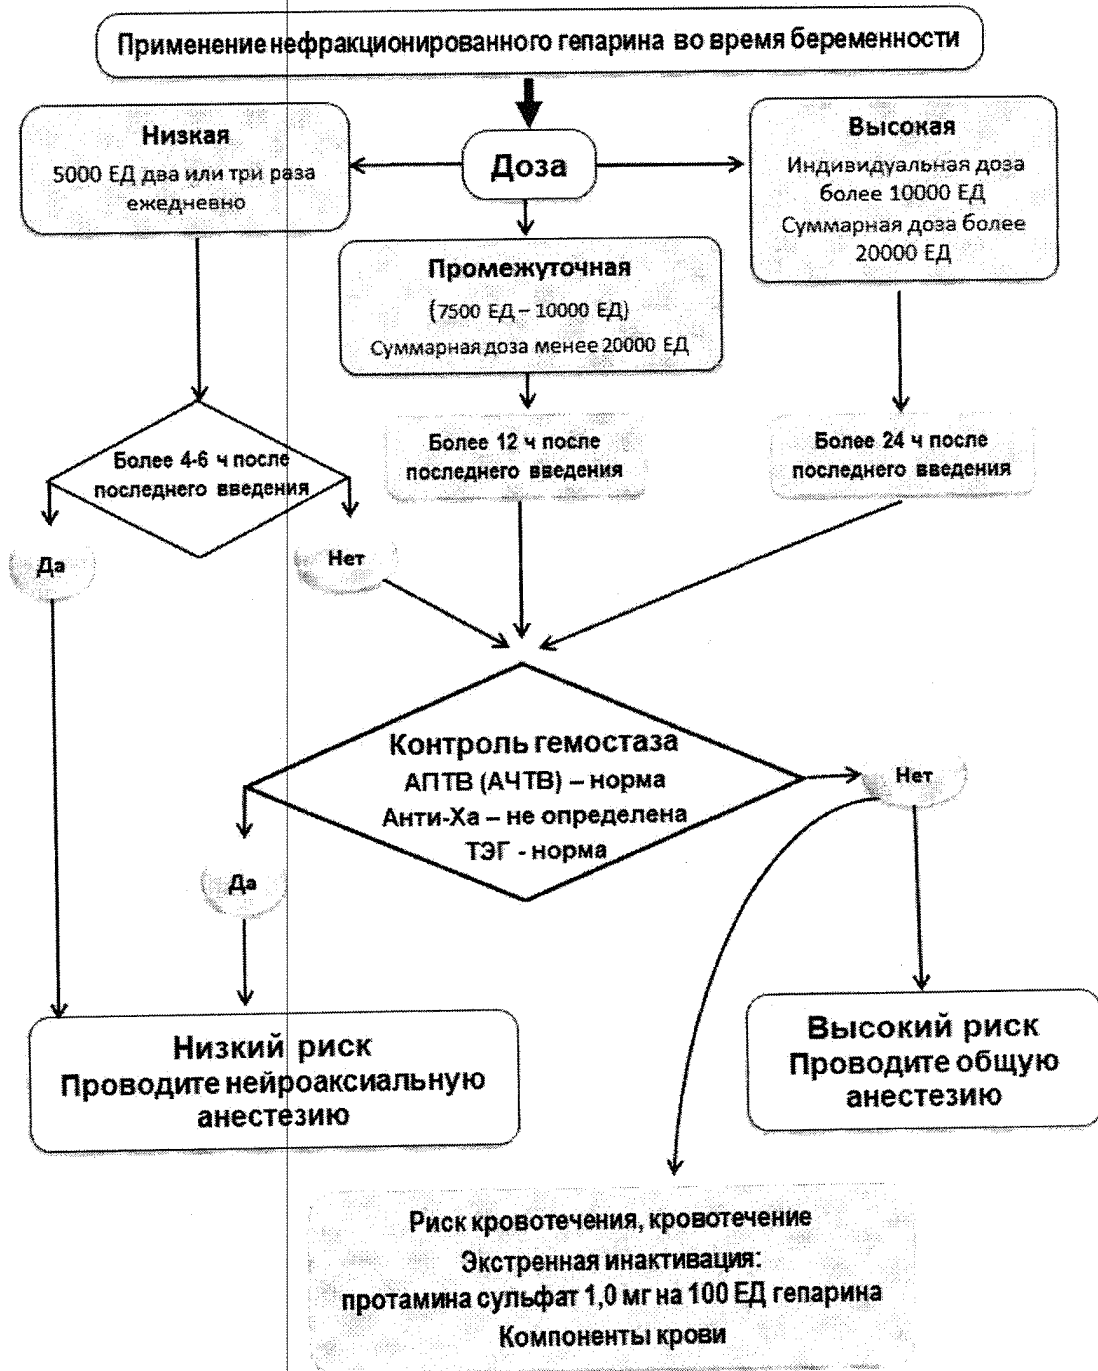 Применение нефракционированного гепарина во время беременности
Низкая
5000 ЕД два или три раза
ежедневно
Доза
Высокая
Индивидуальная доза
более 10000 ЕД
Суммарная доза более
20000 ЕД
Промежуточная
(7500 ЕД – 10000 ЕД)
Суммарная доза менее 20000 ЕД
Более 4-6 ч после
последнего введения
Более 12 ч после
последнего введения
Более 24 ч после
последнего введения
Да
Нет
Контроль гемостаза
АПТВ (АЧТВ) – норма
Анти-Ха – не определена
ТЭГ - норма
Нет
Да
Низкий риск
Проводите нейроаксиальную
анестезию
Высокий риск
Проводите общую
анестезию
Риск кровотечения, кровотечение
Экстренная инактивация:
протамина сульфат 1,0 мг на 100 ЕД гепарина
Компоненты крови